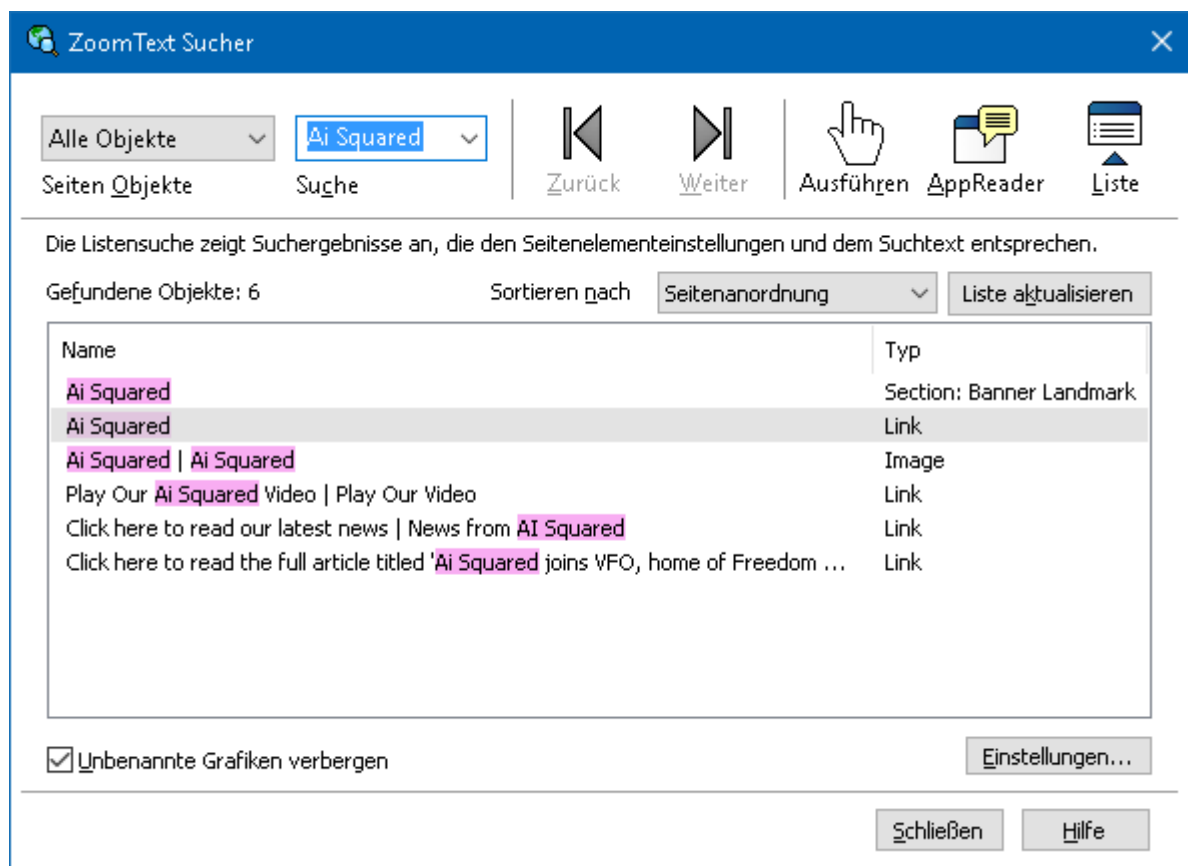 ZoomText Sucher
Alle Objekte Ai Squared
Seiten Objekte Suche Zurück Weiter Ausführen AppReader Liste
Die Listensuche zeigt Suchergebnisse an, die den Seitenelementeinstellungen und dem Suchtext entsprechen.
Gefundene Objekte: 6 Sortieren nach Seitenanordnung Liste aktualisieren
Name Typ
Ai Squared Section: Banner Landmark
Ai Squared Link
Ai Squared | Ai Squared Image
Play Our Ai Squared Video | Play Our Video Link
Click here to read our latest news | News from AI Squared Link
Click here to read the full article titled 'Ai Squared joins VFO, home of Freedom ... Link
Unbenannte Grafiken verbergen Einstellungen...
Schließen Hilfe